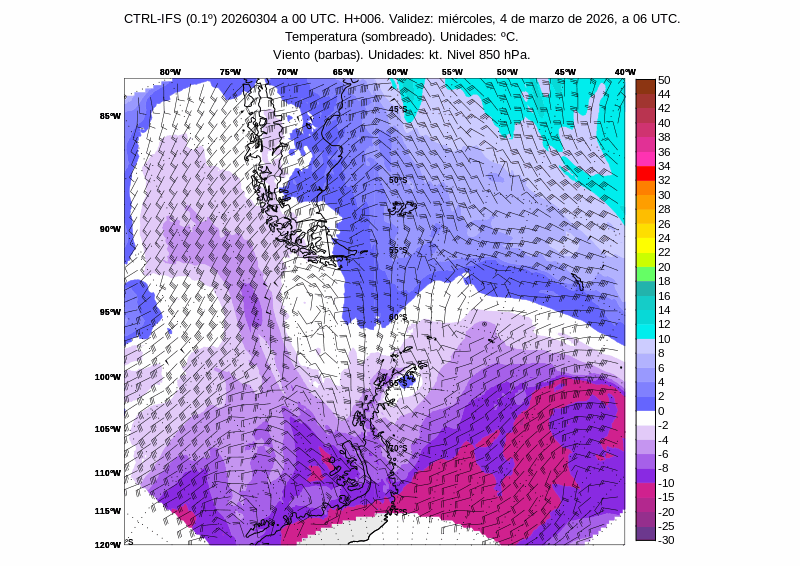 CTRL-IFS (0.1º) 20260304 a 00 UTC. H+006. Validez: miércoles, 4 de marzo de 2026, a 06 UTC.
Temperatura (sombreado). Unidades: ºC.
Viento (barbas). Unidades: kt. Nivel 850 hPa.
80°W 75°W 70°W 65°W 60°W 55°W 50°W 45°W 40°W
85°W
90°W
95°W
100°W
105°W
110°W
115°W
120°W
45°S
50°S
55°S
60°S
65°S
70°S
75°S
°S
50
44
42
40
38
36
34
32
30
28
26
24
22
20
18
16
14
12
10
8
6
4
2
0
-2
-4
-6
-8
-10
-15
-20
-25
-30